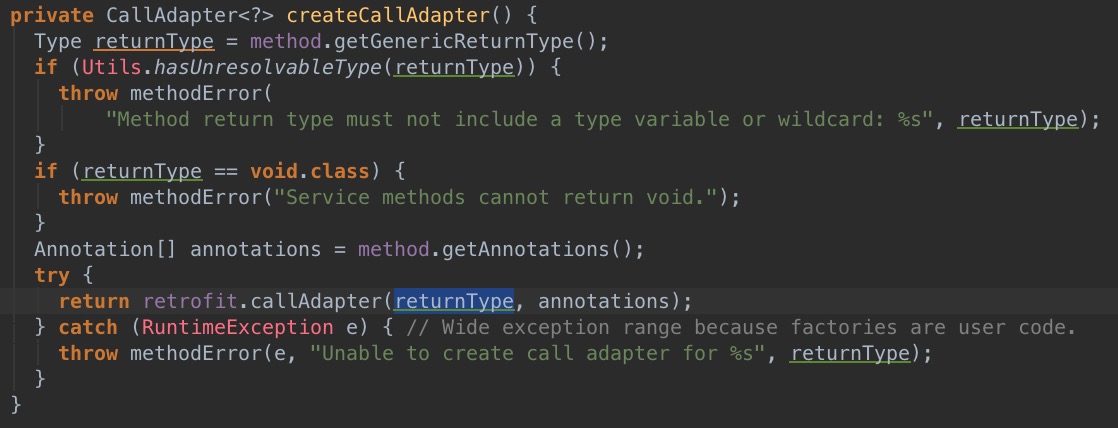 private CallAdapter<?> createCallAdapter() {
  Type returnType = method.getGenericReturnType();
  if (Utils.hasUnresolvableType(returnType)) {
    throw methodError(
        "Method return type must not include a type variable or wildcard: %s", returnType);
  }
  if (returnType == void.class) {
    throw methodError("Service methods cannot return void.");
  }
  Annotation[] annotations = method.getAnnotations();
  try {
    return retrofit.callAdapter(returnType, annotations);
  } catch (RuntimeException e) { // Wide exception range because factories are user code.
    throw methodError(e, "Unable to create call adapter for %s", returnType);
  }
}